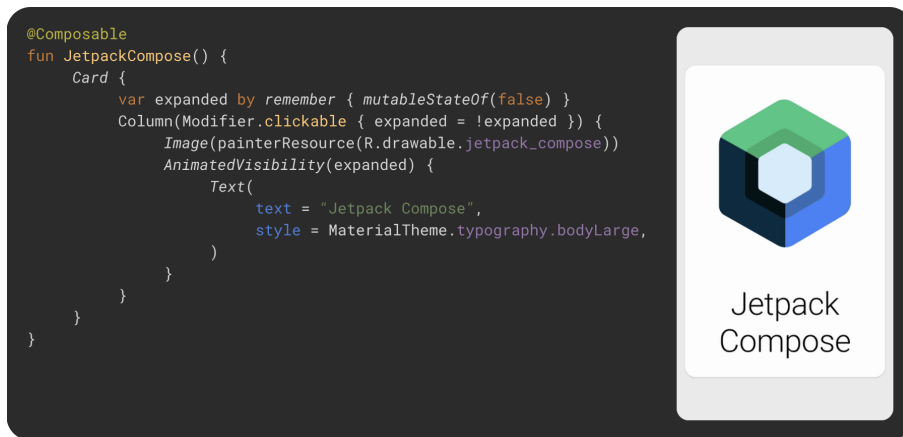 @Composable
fun JetpackCompose() {
    Card {
        var expanded by remember { mutableStateOf(false) }
        Column(Modifier.clickable { expanded = !expanded }) {
            Image(painterResource(R.drawable.jetpack_compose))
            AnimatedVisibility(expanded) {
                Text(
                    text = “Jetpack Compose”,
                    style = MaterialTheme.typography.bodyLarge,
                )
            }
        }
    }
}
Jetpack
Compose